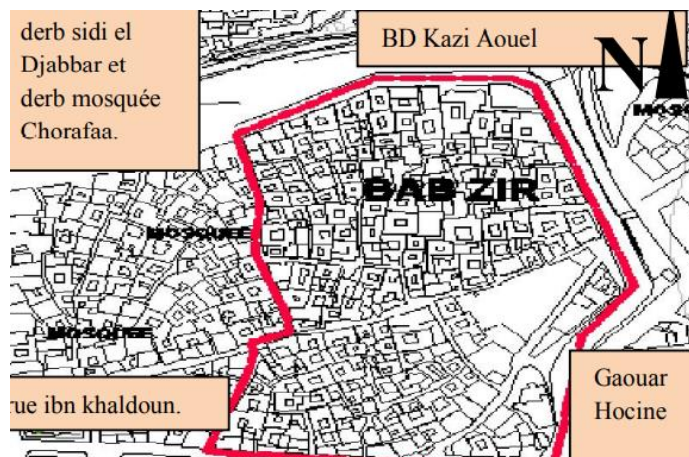 derb sidi el
Djabbar et
derb mosquée
Chorafaa.
BD Kazi Aouel
N
MOSQUEE
BAB ZIR
MOSQUEE
rue ibn khaldoun.
Gaouar
Hocine